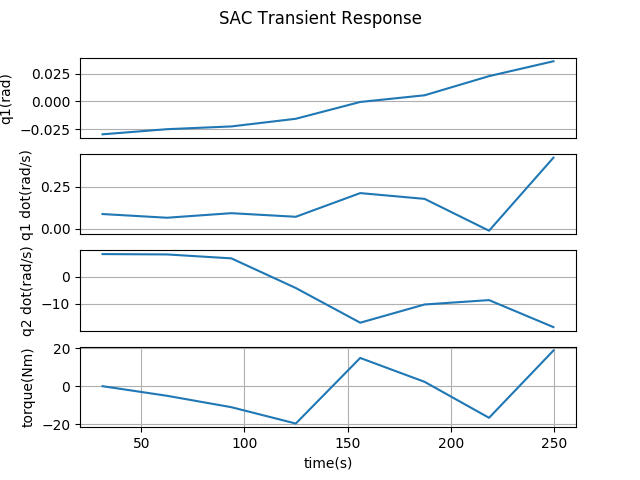 SAC Transient Response
q1(rad)
0.025
0.000
−0.025
q1 dot(rad/s)
0.25
0.00
q2 dot(rad/s)
0
−10
torque(Nm)
20
0
−20
50 100 150 200 250
time(s)